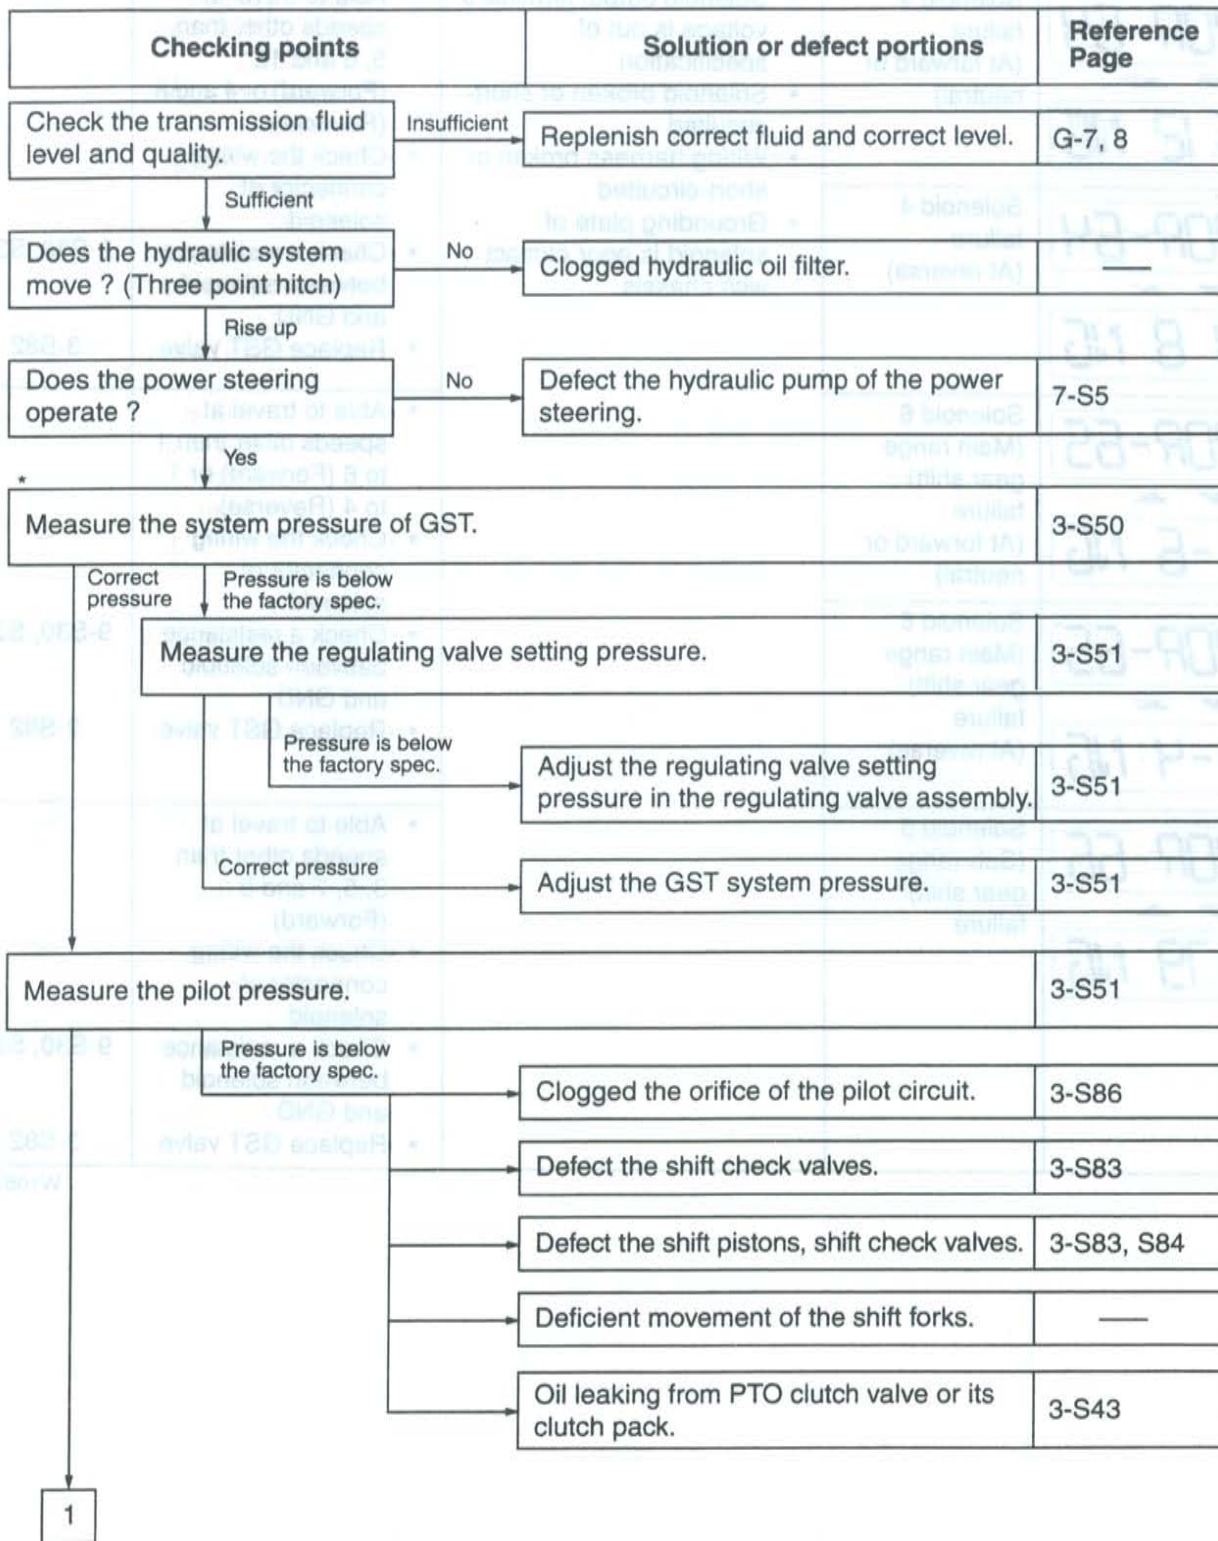 Checking points
Solution or defect portions
Reference
Page
Check the transmission fluid
level and quality.
Insufficient
Replenish correct fluid and correct level.
G-7, 8
Sufficient
Does the hydraulic system
move ? (Three point hitch)
No
Clogged hydraulic oil filter.
Rise up
Does the power steering
operate ?
No
Defect the hydraulic pump of the power
steering.
7-S5
Yes
*
Measure the system pressure of GST.
3-S50
Correct
pressure
Pressure is below
the factory spec.
Measure the regulating valve setting pressure.
3-S51
Pressure is below
the factory spec.
Adjust the regulating valve setting
pressure in the regulating valve assembly.
3-S51
Correct pressure
Adjust the GST system pressure.
3-S51
Measure the pilot pressure.
3-S51
Pressure is below
the factory spec.
Clogged the orifice of the pilot circuit.
3-S86
Defect the shift check valves.
3-S83
Defect the shift pistons, shift check valves.
3-S83, S84
Deficient movement of the shift forks.
Oil leaking from PTO clutch valve or its
clutch pack.
3-S43
1